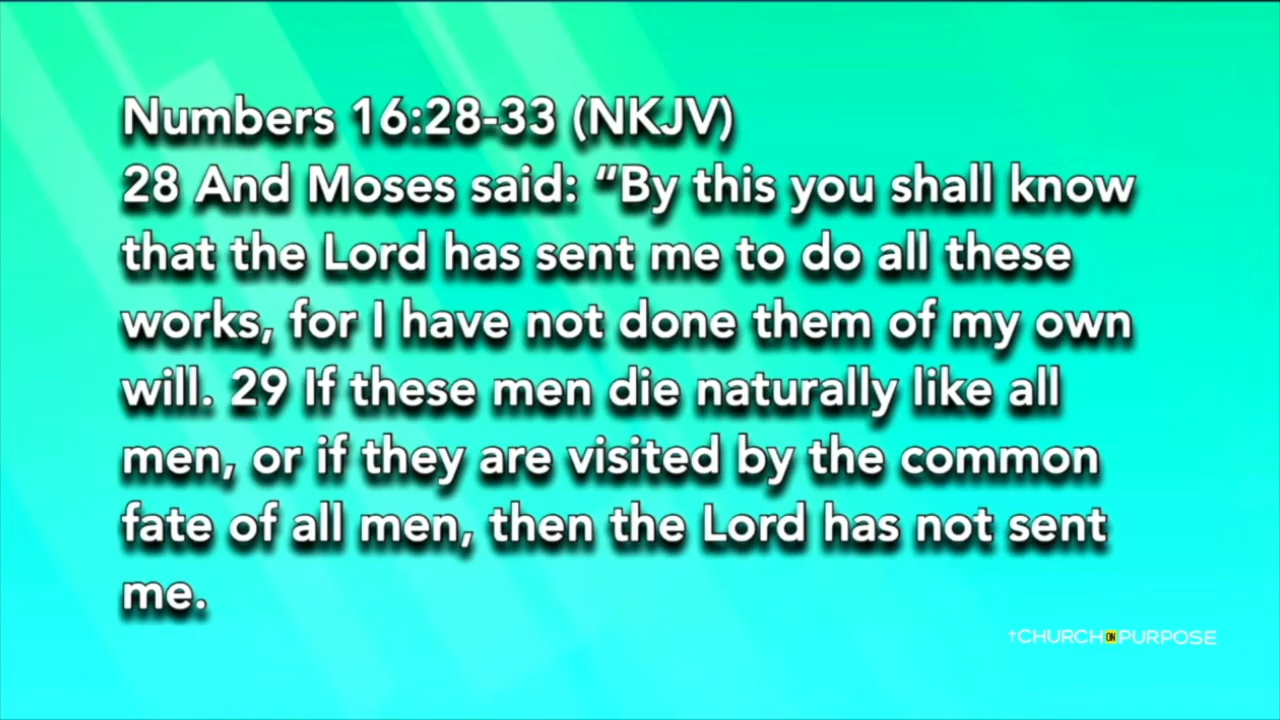 Numbers 16:28-33 (NKJV)
28 And Moses said: “By this you shall know
that the Lord has sent me to do all these
works, for I have not done them of my own
will. 29 If these men die naturally like all
men, or if they are visited by the common
fate of all men, then the Lord has not sent
me.
†CHURCH ON PURPOSE